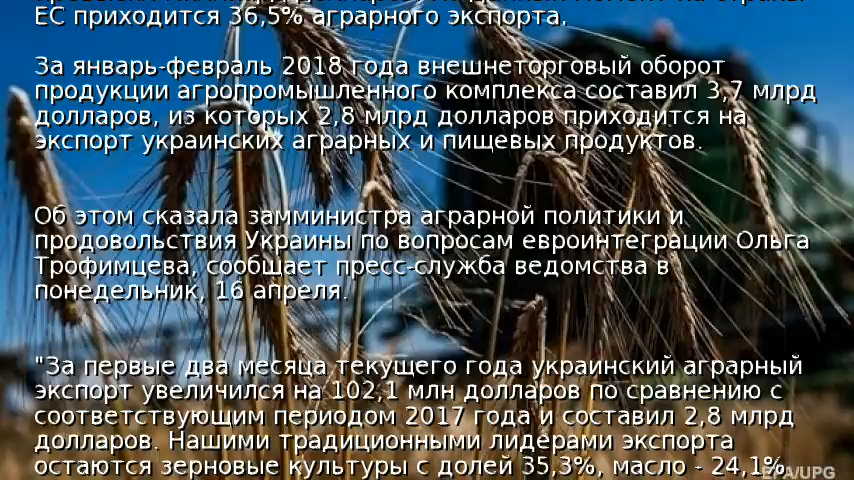 ЕС приходится 36,5% аграрного экспорта.
За январь-февраль 2018 года внешнеторговый оборот
продукции агропромышленного комплекса составил 3,7 млрд
долларов, из которых 2,8 млрд долларов приходится на
экспорт украинских аграрных и пищевых продуктов.
Об этом сказала замминистра аграрной политики и
продовольствия Украины по вопросам евроинтеграции Ольга
Трофимцева, сообщает пресс-служба ведомства в
понедельник, 16 апреля.
"За первые два месяца текущего года украинский аграрный
экспорт увеличился на 102,1 млн долларов по сравнению с
соответствующим периодом 2017 года и составил 2,8 млрд
долларов. Нашими традиционными лидерами экспорта
остаются зерновые культуры с долей 35,3%, масло - 24,1%
EPA/UPG